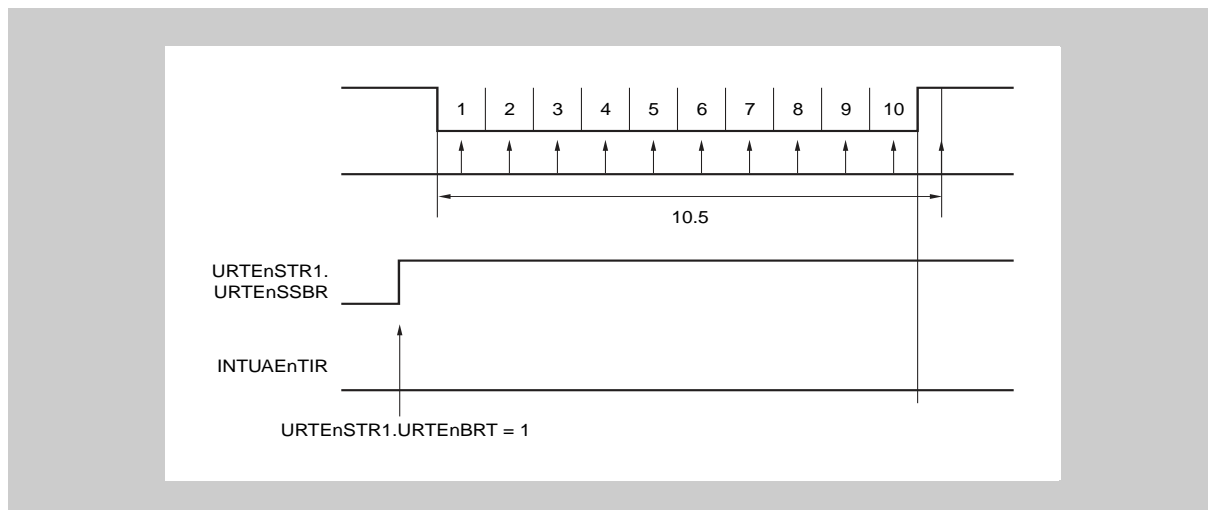 1 2 3 4 5 6 7 8 9 10
10.5
URTEnSTR1.
URTEnSSBR
INTUAEnTIR
URTEnSTR1.URTEnBRT = 1